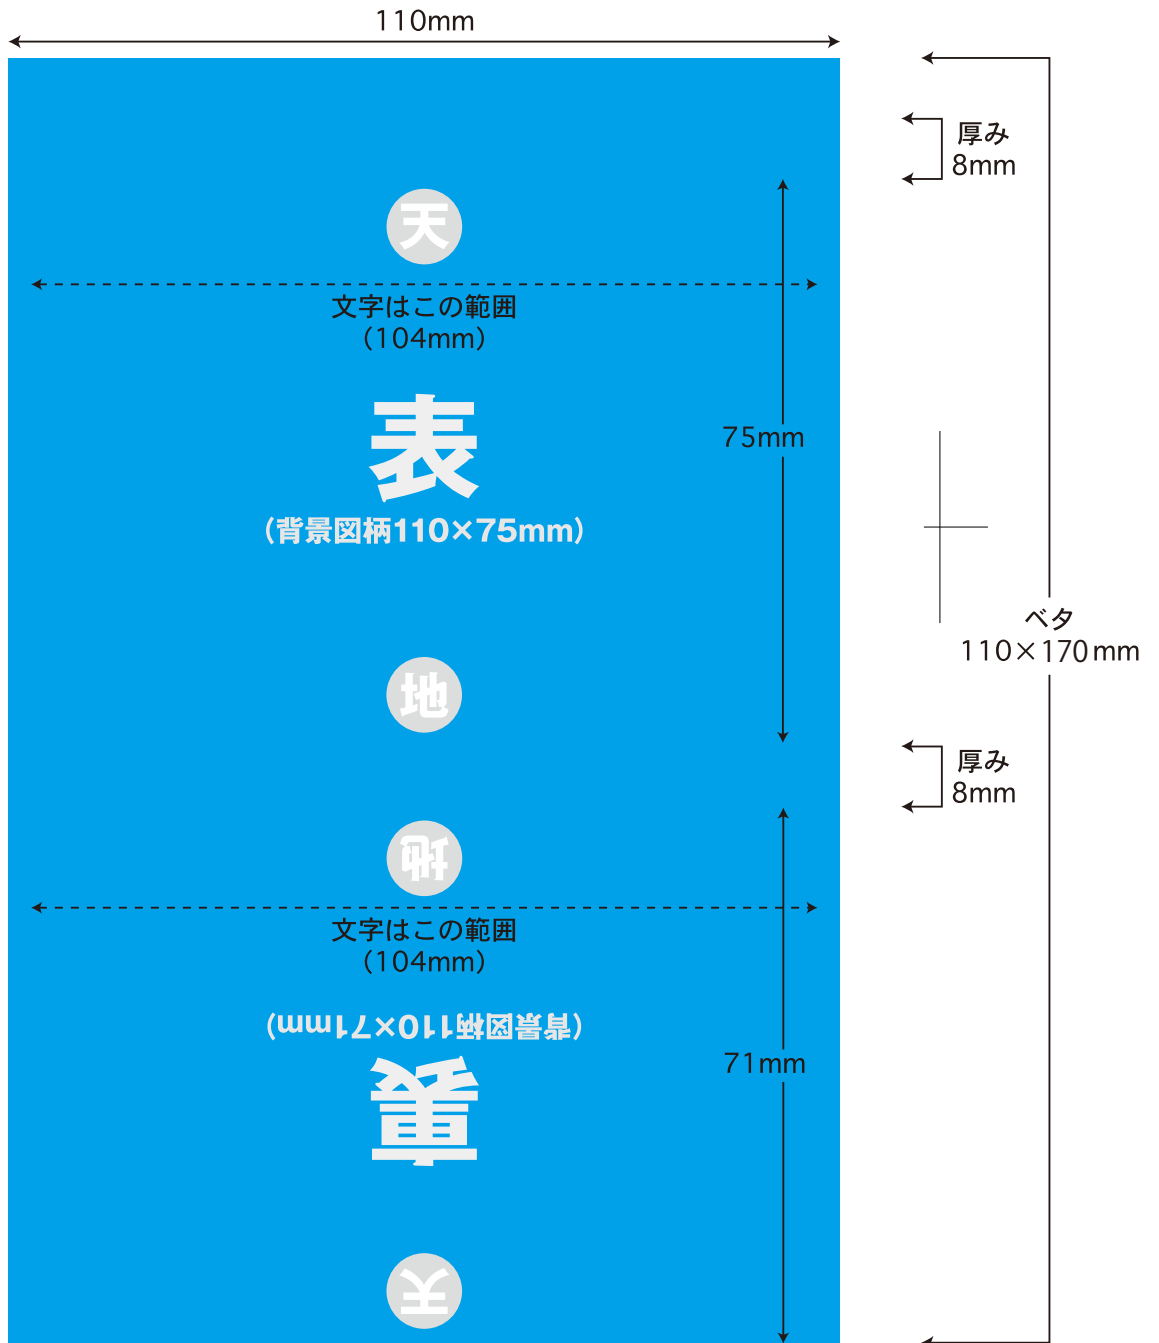 110mm
厚み
8mm
天
文字はこの範囲
（104mm）
表
75mm
（背景図柄110×75mm）
ベタ
110×170mm
地
厚み
8mm
地
文字はこの範囲
（104mm）
（背景図柄110×71mm）
71mm
裏
天